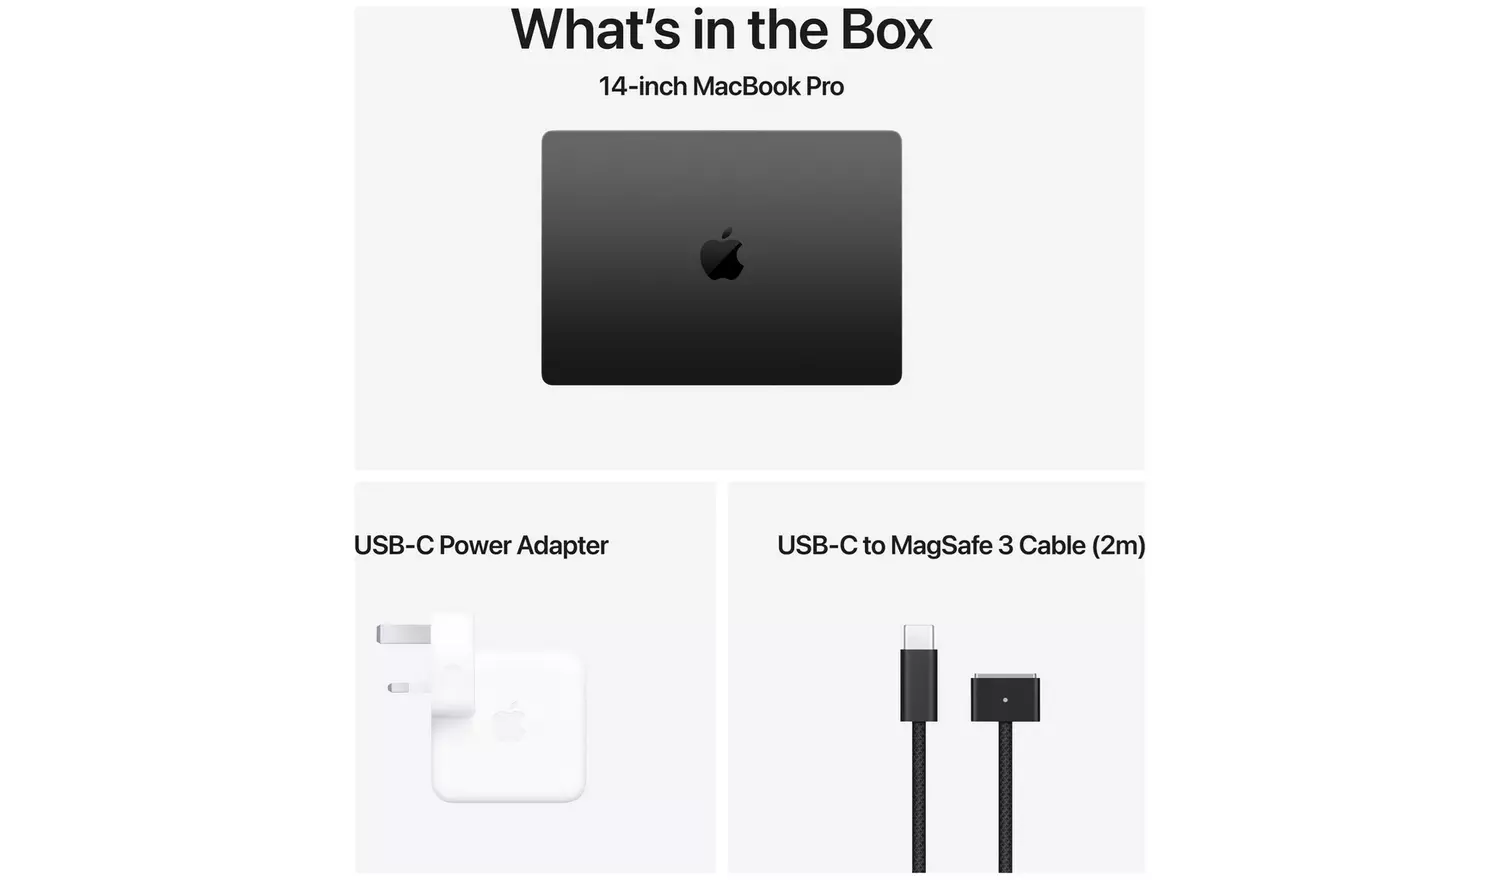 What's in the Box
14-inch MacBook Pro
USB-C Power Adapter
USB-C to MagSafe 3 Cable (2m)